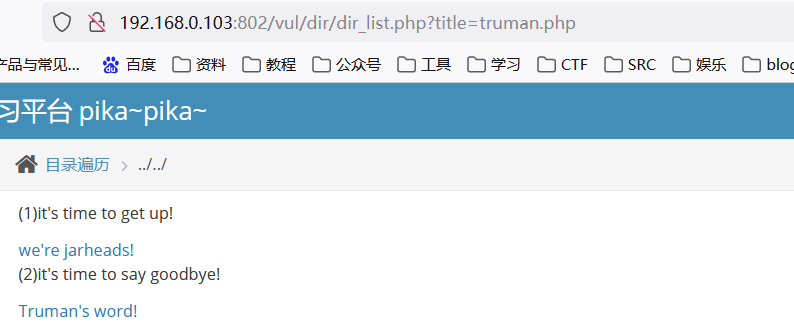 192.168.0.103:802/vul/dir/dir_list.php?title=truman.php
产品与常见... 百度 资料 教程 公众号 工具 学习 CTF SRC 娱乐 blog
习平台 pika~pika~
目录遍历 > ../../
(1)it's time to get up!
we're jarheads!
(2)it's time to say goodbye!
Truman's word!